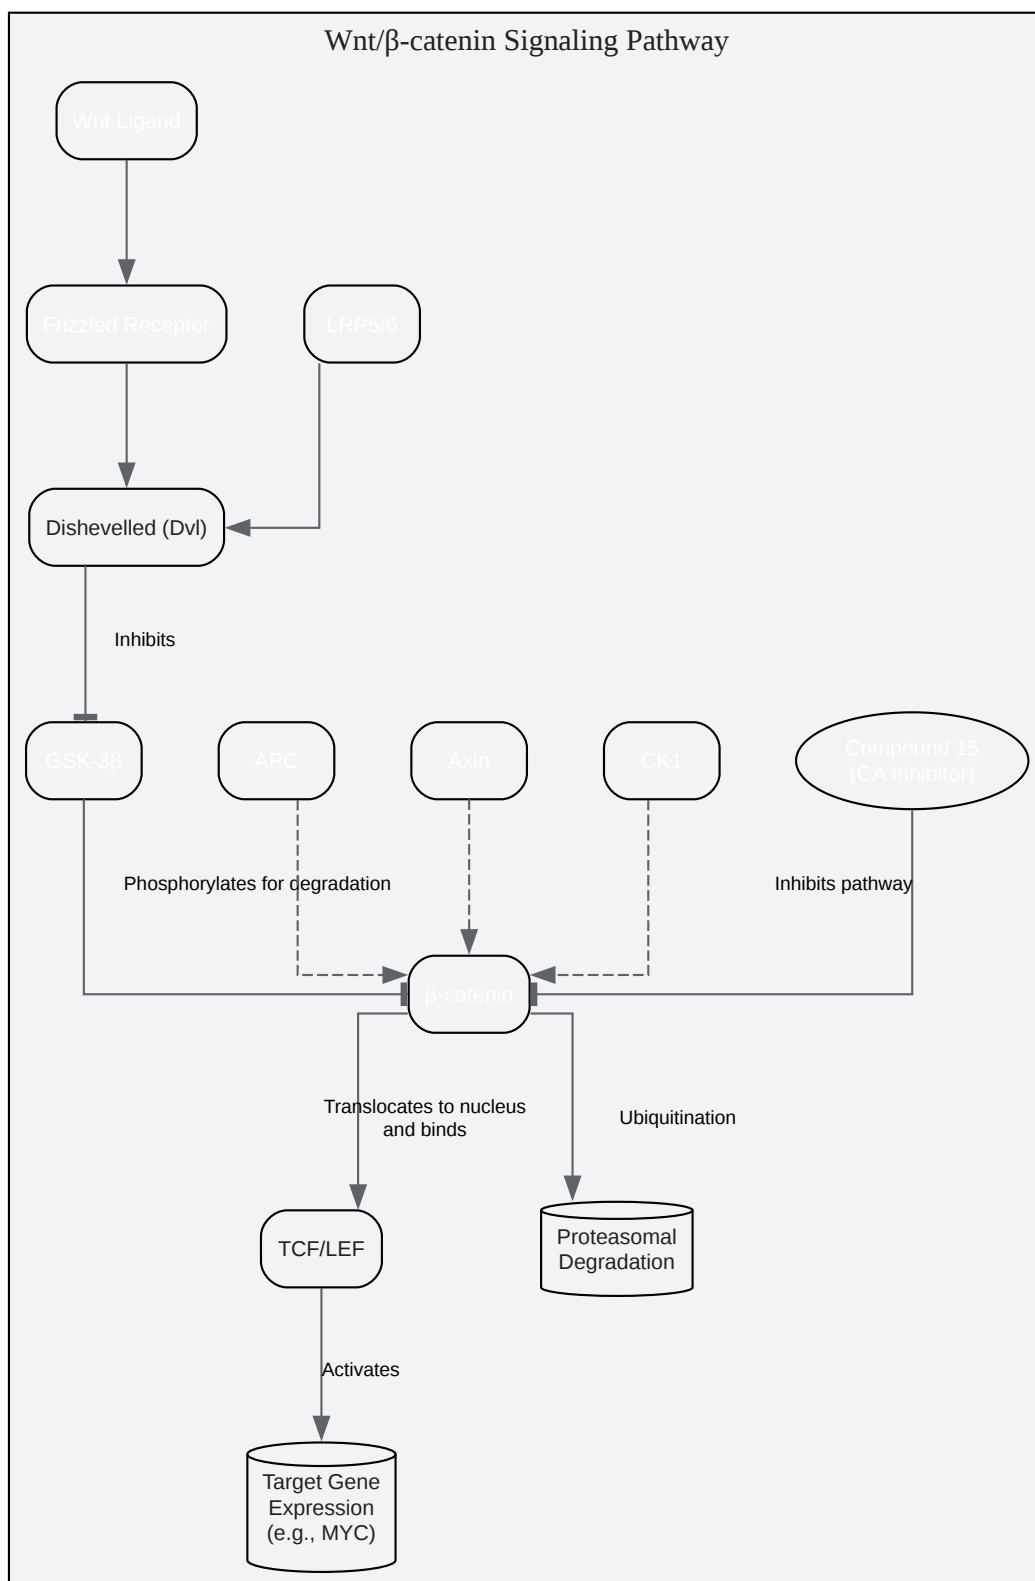 Wnt/β-catenin Signaling Pathway
Wnt Ligand
Frizzled Receptor
LRP5/6
Dishevelled (Dvl)
Inhibits
GSK-3β
APC
Axin
CK1
Compound 15
(CA Inhibitor)
Phosphorylates for degradation
Inhibits pathway
β-catenin
Translocates to nucleus
and binds
Ubiquitination
TCF/LEF
Proteasomal
Degradation
Activates
Target Gene
Expression
(e.g., MYC)